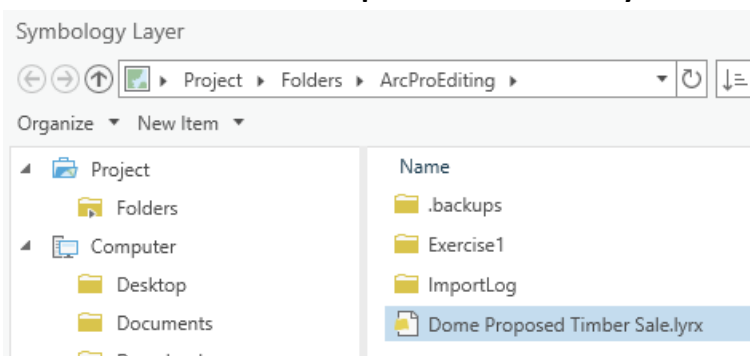 Symbology Layer
Project Folders ArcProEditing
Organize New Item
Project
Folders
Computer
Desktop
Documents
Name
.backups
Exercise1
ImportLog
Dome Proposed Timber Sale.lyrx